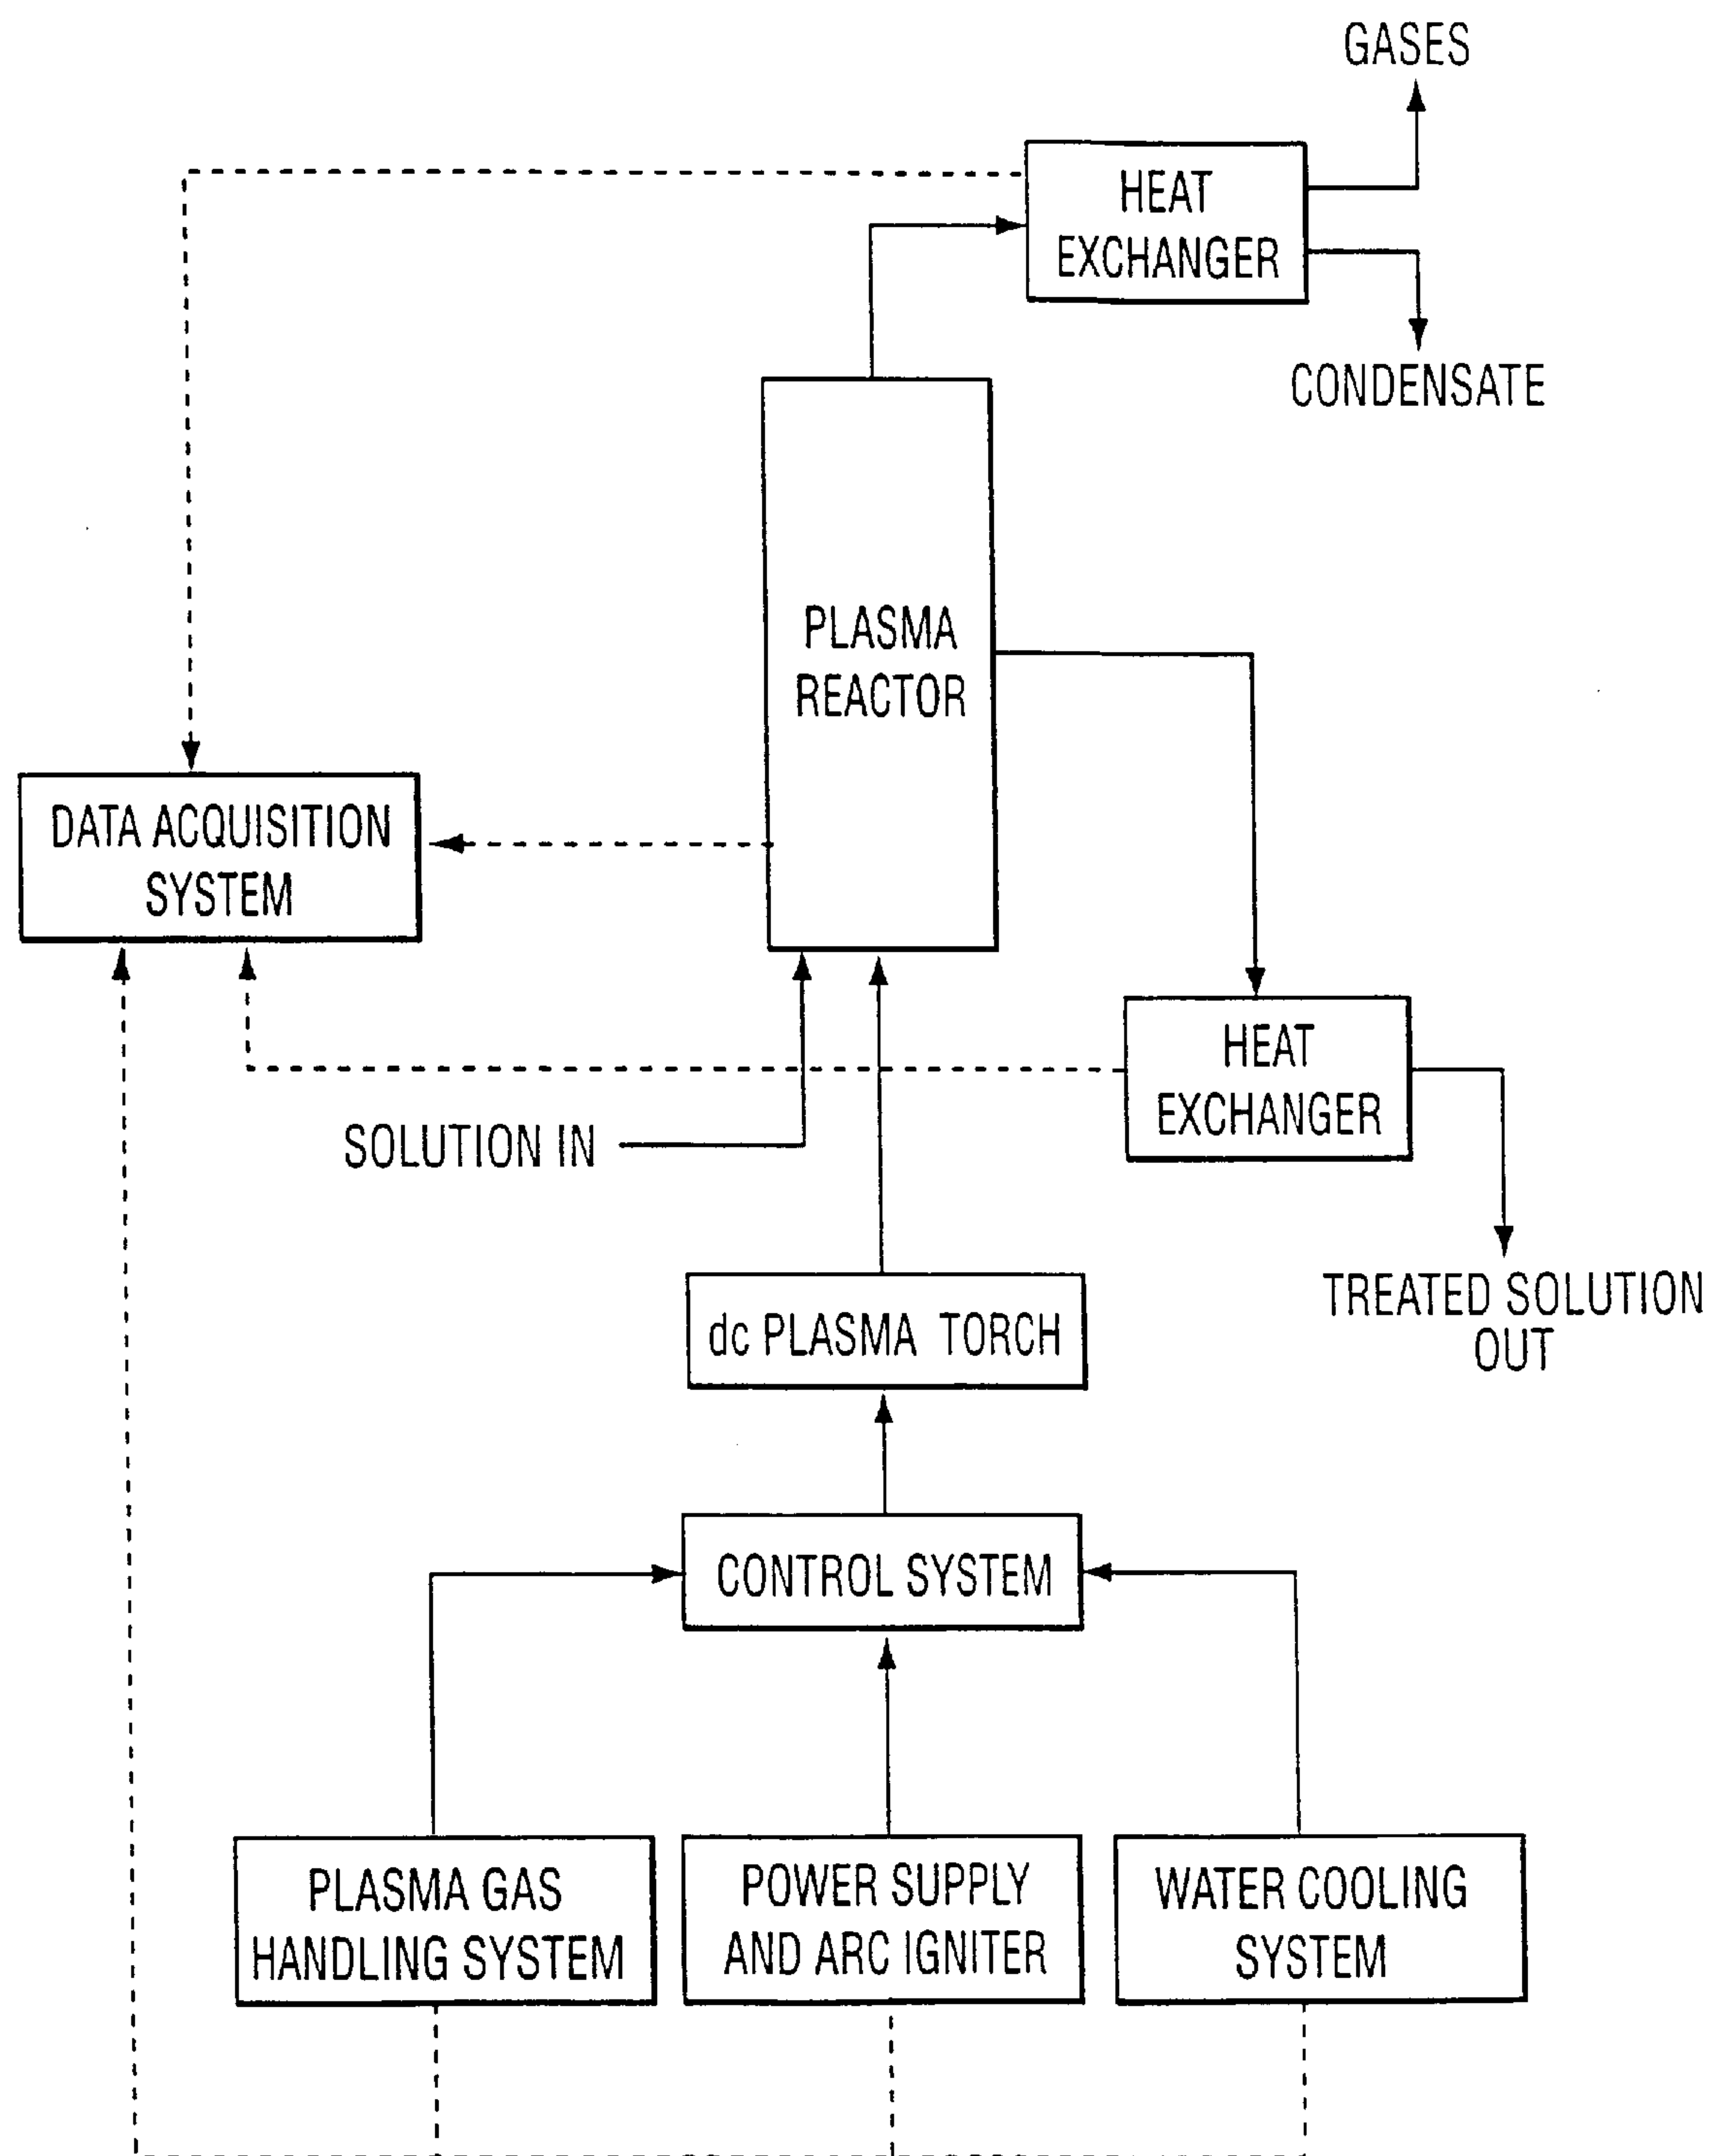 GASES
HEAT
EXCHANGER
CONDENSATE
PLASMA
REACTOR
DATA ACQUISITION
SYSTEM
HEAT
EXCHANGER
SOLUTION IN
TREATED SOLUTION
OUT
dc PLASMA TORCH
CONTROL SYSTEM
PLASMA GAS
HANDLING SYSTEM
POWER SUPPLY
AND ARC IGNITER
WATER COOLING
SYSTEM